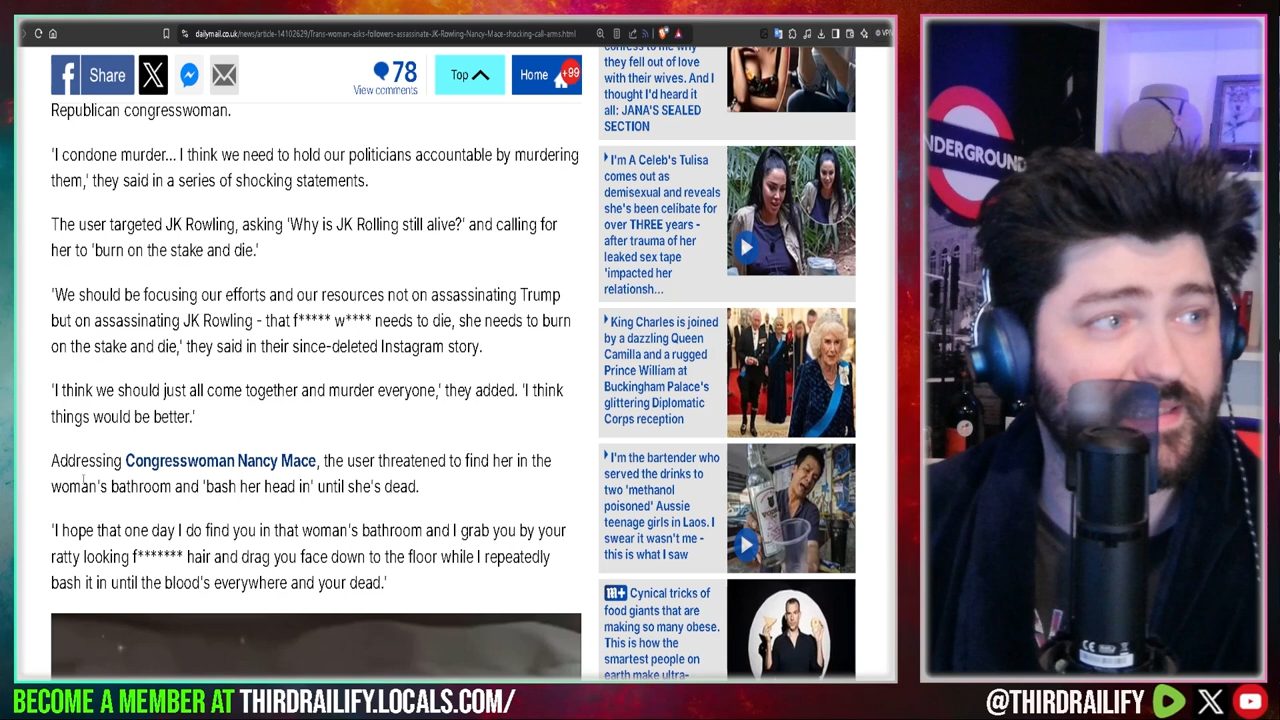 dailymail.co.uk/news/article-14102629/Trans-woman-asks-followers-assassinate-JK-Rowling-Nancy-Mace-shocking-call-arms.html
VPN
Share
78
View comments
Top
Home
+99
Republican congresswoman.
'I condone murder... I think we need to hold our politicians accountable by murdering
them,' they said in a series of shocking statements.
The user targeted JK Rowling, asking 'Why is JK Rolling still alive?' and calling for
her to 'burn on the stake and die.'
'We should be focusing our efforts and our resources not on assassinating Trump
but on assassinating JK Rowling - that f***** w**** needs to die, she needs to burn
on the stake and die,' they said in their since-deleted Instagram story.
'I think we should just all come together and murder everyone,' they added. 'I think
things would be better.'
Addressing Congresswoman Nancy Mace, the user threatened to find her in the
woman's bathroom and 'bash her head in' until she's dead.
'I hope that one day I do find you in that woman's bathroom and I grab you by your
ratty looking f******* hair and drag you face down to the floor while I repeatedly
bash it in until the blood's everywhere and your dead.'
confess to me why
they fell out of love
with their wives. And I
thought I'd heard it
all: JANA'S SEALED
SECTION
I'm A Celeb's Tulisa
comes out as
demisexual and reveals
she's been celibate for
over THREE years -
after trauma of her
leaked sex tape
'impacted her
relationsh...
King Charles is joined
by a dazzling Queen
Camilla and a rugged
Prince William at
Buckingham Palace's
glittering Diplomatic
Corps reception
I'm the bartender who
served the drinks to
two 'methanol
poisoned' Aussie
teenage girls in Laos. I
swear it wasn't me -
this is what I saw
m+ Cynical tricks of
food giants that are
making so many obese.
This is how the
smartest people on
earth make ultra-
NDERGROUND
BECOME A MEMBER AT THIRDRAILIFY.LOCALS.COM/
@THIRDRAILIFY